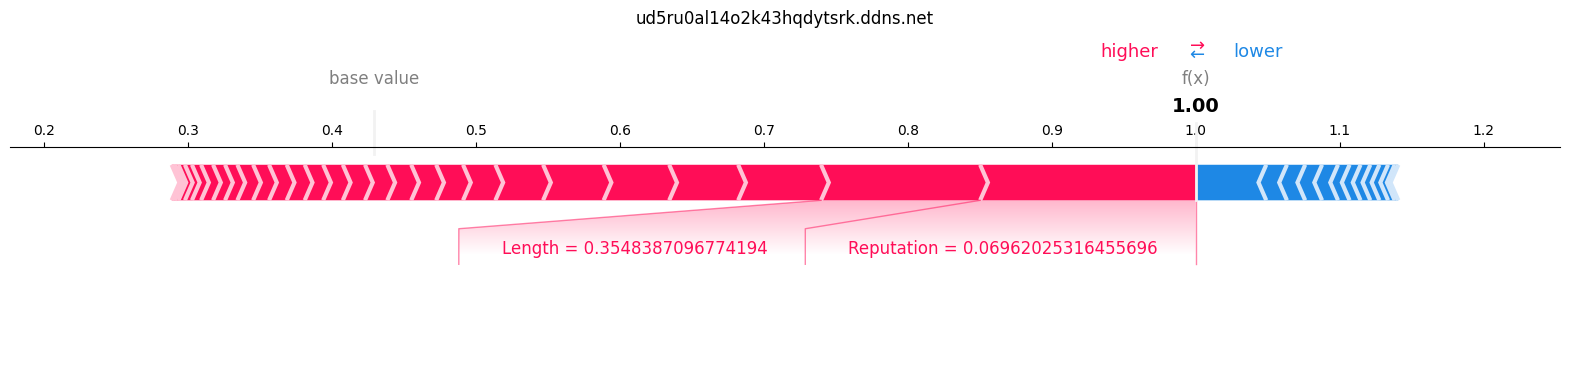 ud5ru0al14o2k43hqdytsrk.ddns.net
higher ⇄ lower
base value f(x)
1.00
0.2 0.3 0.4 0.5 0.6 0.7 0.8 0.9 1.0 1.1 1.2
Length = 0.3548387096774194 Reputation = 0.06962025316455696